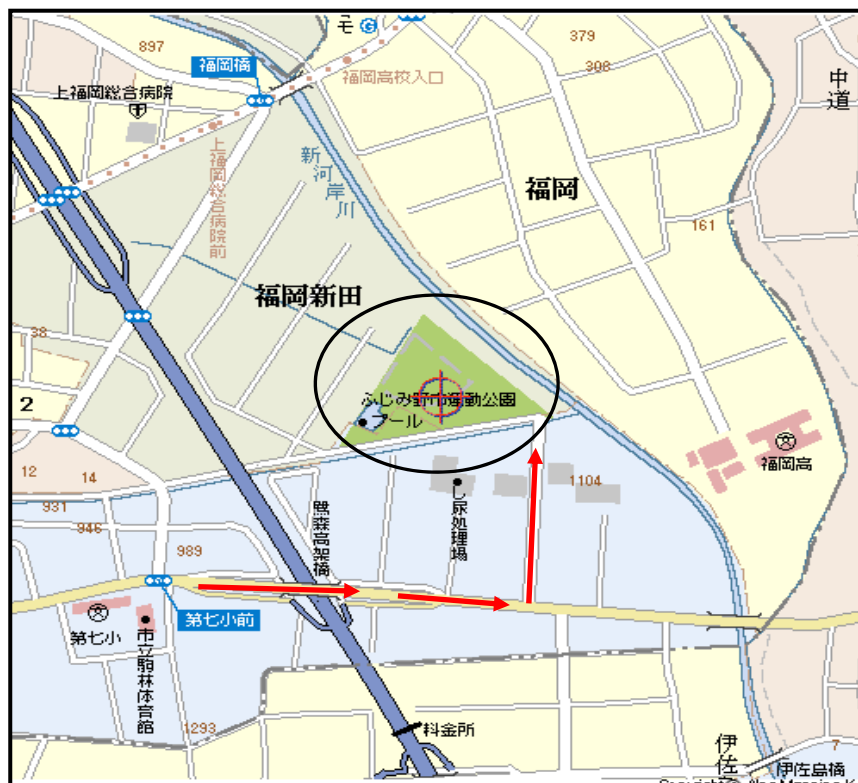 モ
897
福岡橋
上福岡総合病院
福岡高校入口
379
308
中道
上福岡総合病院前
新河岸川
福岡
161
福岡新田
38
2
ふじみ野市運動公園
プール
12
14
し尿処理場
1104
福岡高
931
946
989
鷺森高架橋
第七小前
第七小
市立駒林体育館
1293
料金所
伊佐
7
伊佐島橋